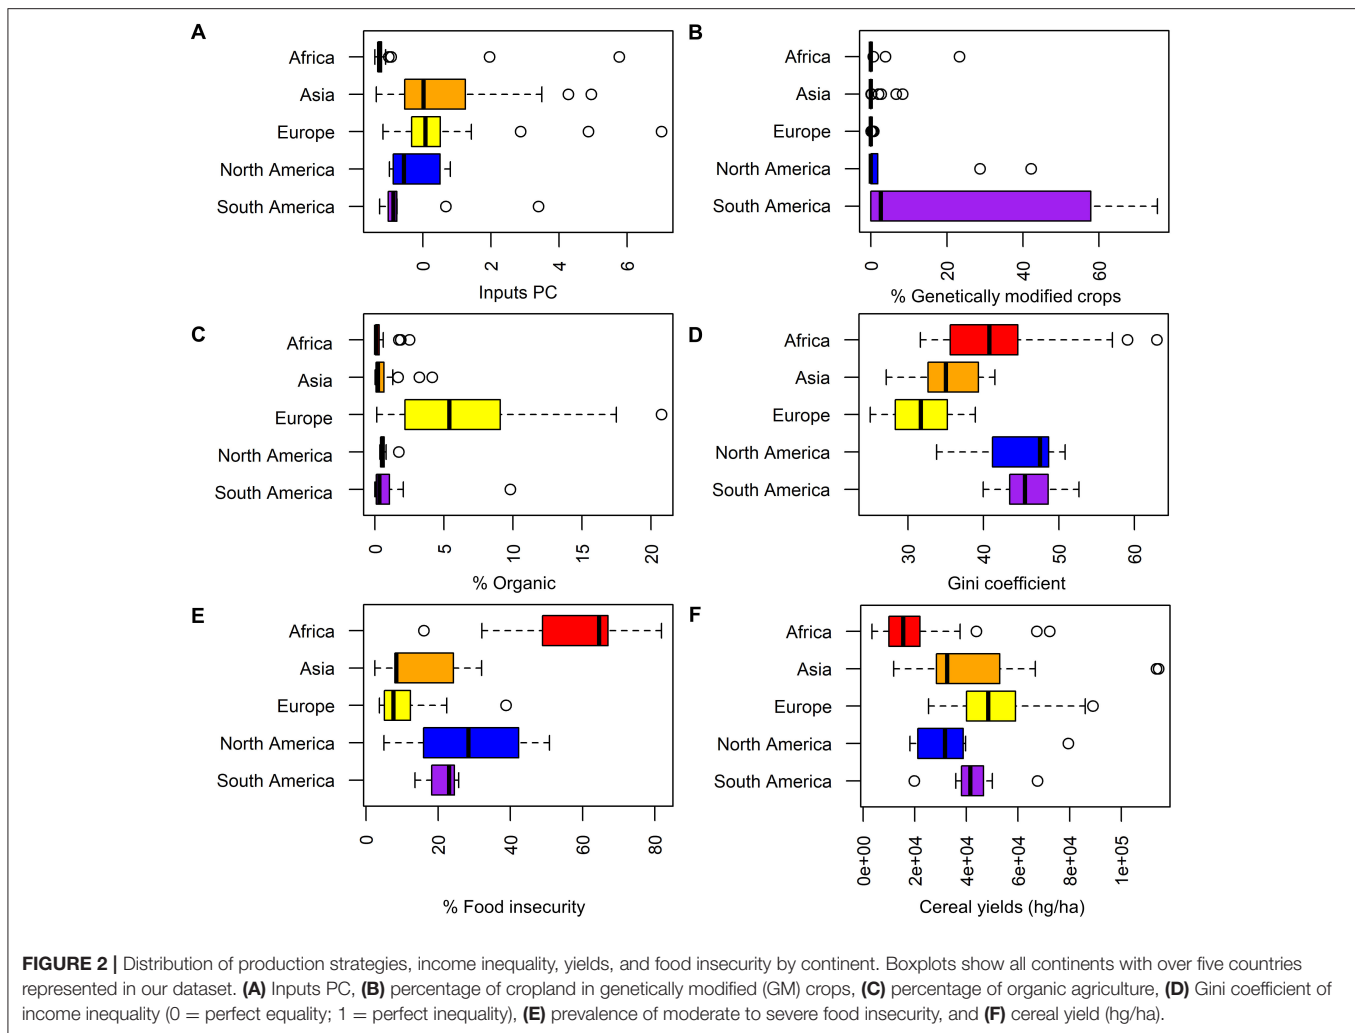 A
Africa
Asia
Europe
North America
South America
0 2 4 6
Inputs PC
B
Africa
Asia
Europe
North America
South America
0 20 40 60
% Genetically modified crops
C
Africa
Asia
Europe
North America
South America
0 5 10 15 20
% Organic
D
Africa
Asia
Europe
North America
South America
30 40 50 60
Gini coefficient
E
Africa
Asia
Europe
North America
South America
0 20 40 60 80
% Food insecurity
F
Africa
Asia
Europe
North America
South America
0e+00 2e+04 4e+04 6e+04 8e+04 1e+05
Cereal yields (hg/ha)
FIGURE 2 | Distribution of production strategies, income inequality, yields, and food insecurity by continent. Boxplots show all continents with over five countries
represented in our dataset. (A) Inputs PC, (B) percentage of cropland in genetically modified (GM) crops, (C) percentage of organic agriculture, (D) Gini coefficient of
income inequality (0 = perfect equality; 1 = perfect inequality), (E) prevalence of moderate to severe food insecurity, and (F) cereal yield (hg/ha).